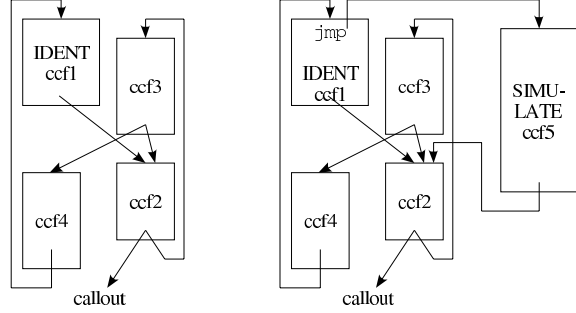 IDENT
ccf1
ccf3
ccf4
ccf2
callout
jmp
IDENT
ccf1
ccf3
SIMU-
LATE
ccf5
ccf4
ccf2
callout